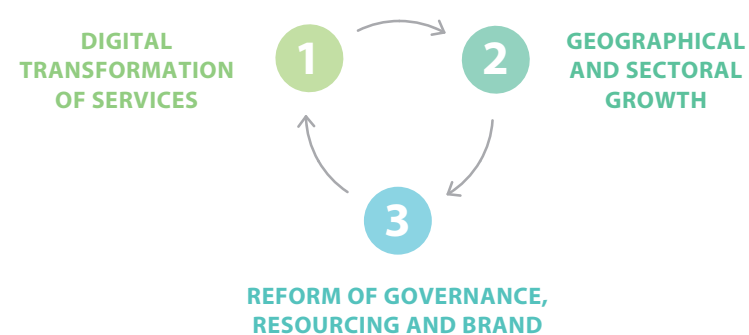 DIGITAL
TRANSFORMATION
OF SERVICES
1
2
GEOGRAPHICAL
AND SECTORAL
GROWTH
3
REFORM OF GOVERNANCE,
RESOURCING AND BRAND